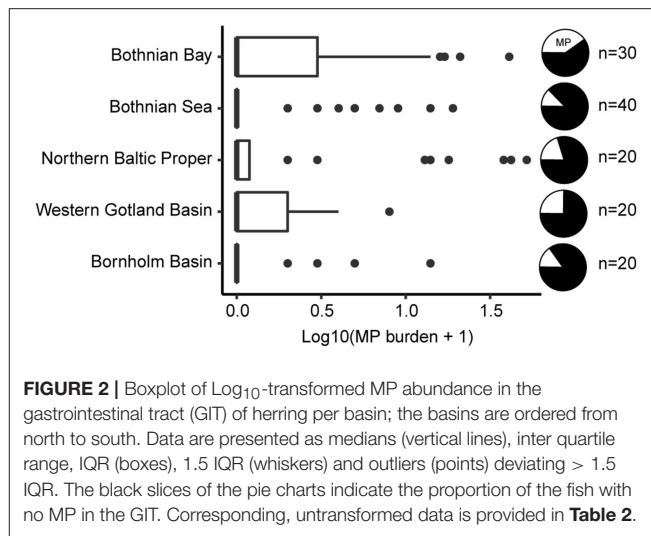 Bothnian Bay
MP
n=30
Bothnian Sea
n=40
Northern Baltic Proper
n=20
Western Gotland Basin
n=20
Bornholm Basin
n=20
0.0 0.5 1.0 1.5
Log10(MP burden + 1)
FIGURE 2 | Boxplot of Log10-transformed MP abundance in the
gastrointestinal tract (GIT) of herring per basin; the basins are ordered from
north to south. Data are presented as medians (vertical lines), inter quartile
range, IQR (boxes), 1.5 IQR (whiskers) and outliers (points) deviating > 1.5
IQR. The black slices of the pie charts indicate the proportion of the fish with
no MP in the GIT. Corresponding, untransformed data is provided in Table 2.